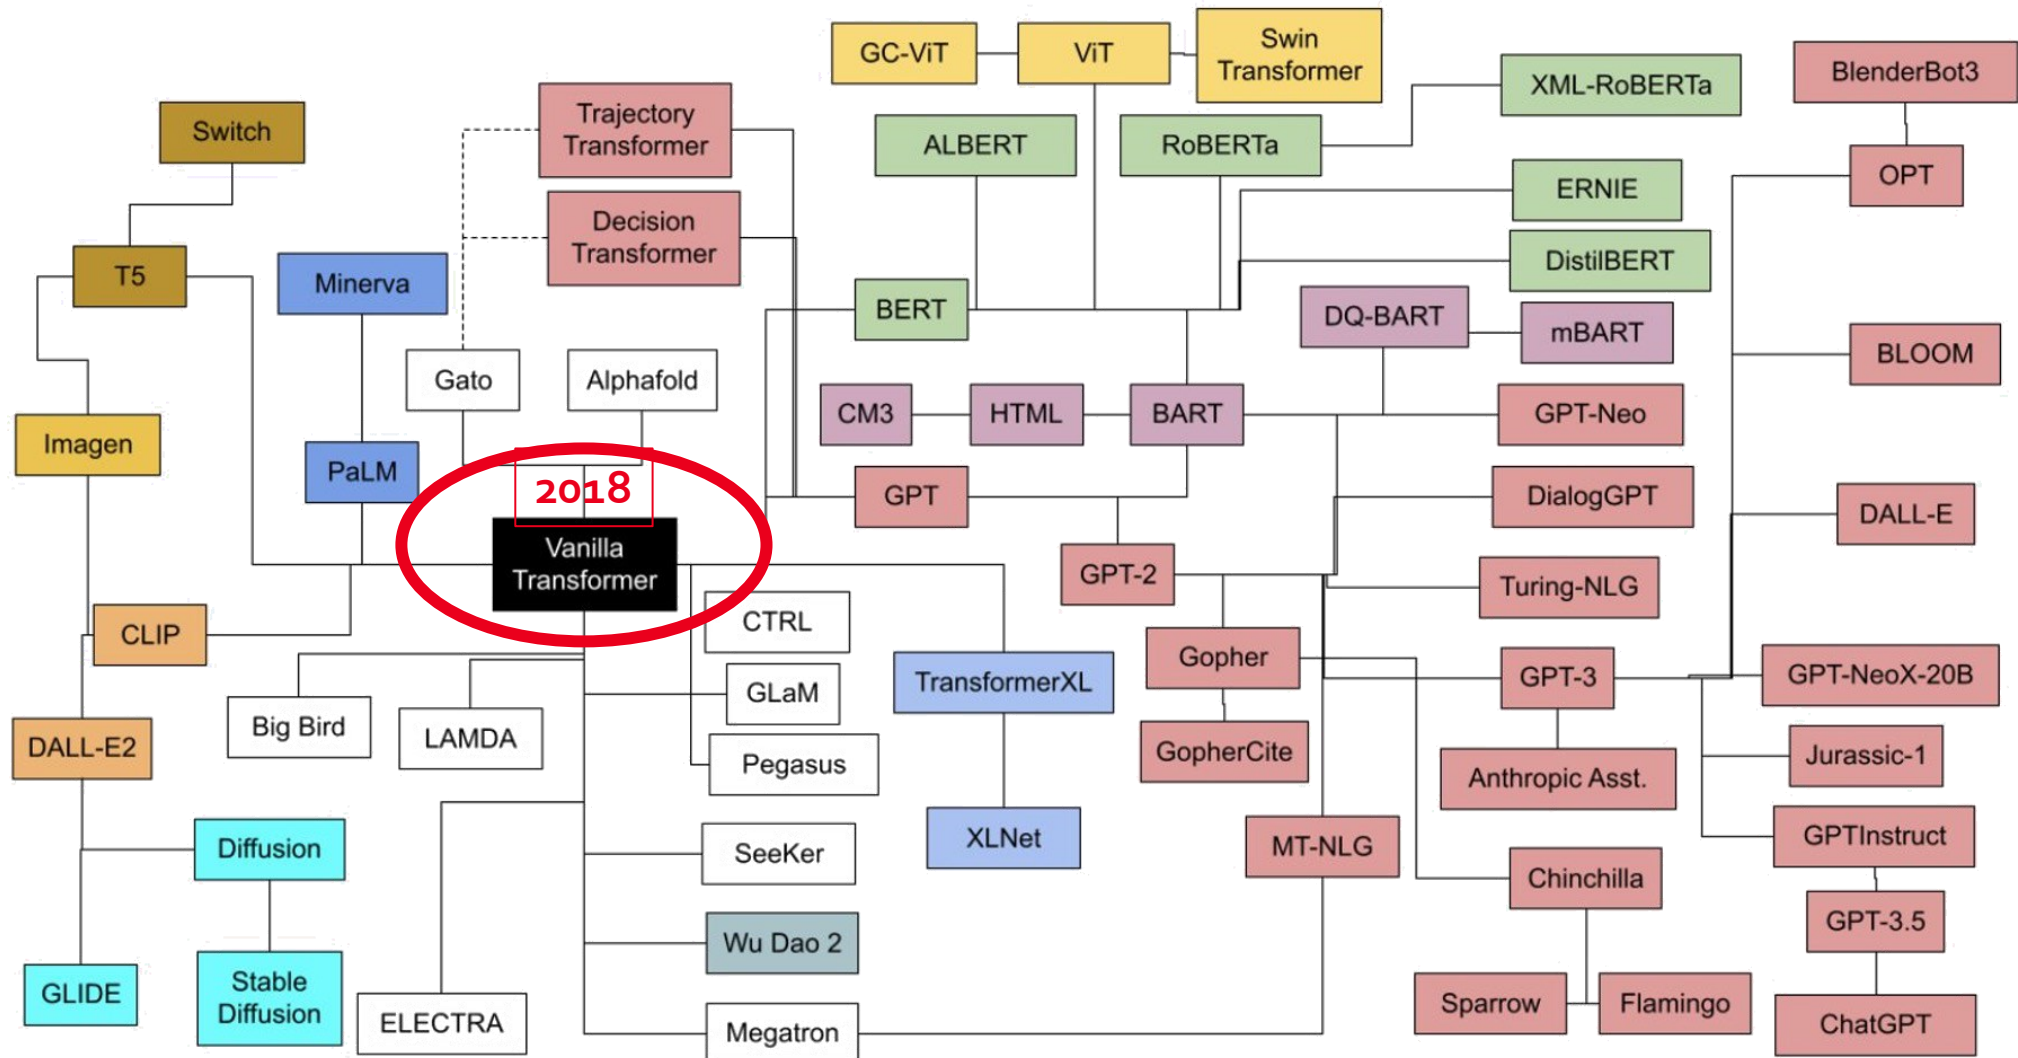 GC-ViT
ViT
Swin
Transformer
XML-RoBERTa
BlenderBot3
Switch
Trajectory
Transformer
ALBERT
RoBERTa
OPT
ERNIE
Decision
Transformer
DistilBERT
T5
Minerva
BERT
DQ-BART
mBART
BLOOM
Gato
Alphafold
CM3
HTML
BART
GPT-Neo
Imagen
PaLM
2018
GPT
DialogGPT
DALL-E
Vanilla
Transformer
GPT-2
Turing-NLG
CLIP
CTRL
Gopher
GPT-3
GPT-NeoX-20B
TransformerXL
GLaM
Big Bird
LAMDA
DALL-E2
Pegasus
GopherCite
Anthropic Asst.
Jurassic-1
Diffusion
SeeKer
XLNet
MT-NLG
GPTInstruct
Chinchilla
GPT-3.5
Wu Dao 2
GLIDE
Stable
Diffusion
ELECTRA
Megatron
Sparrow
Flamingo
ChatGPT